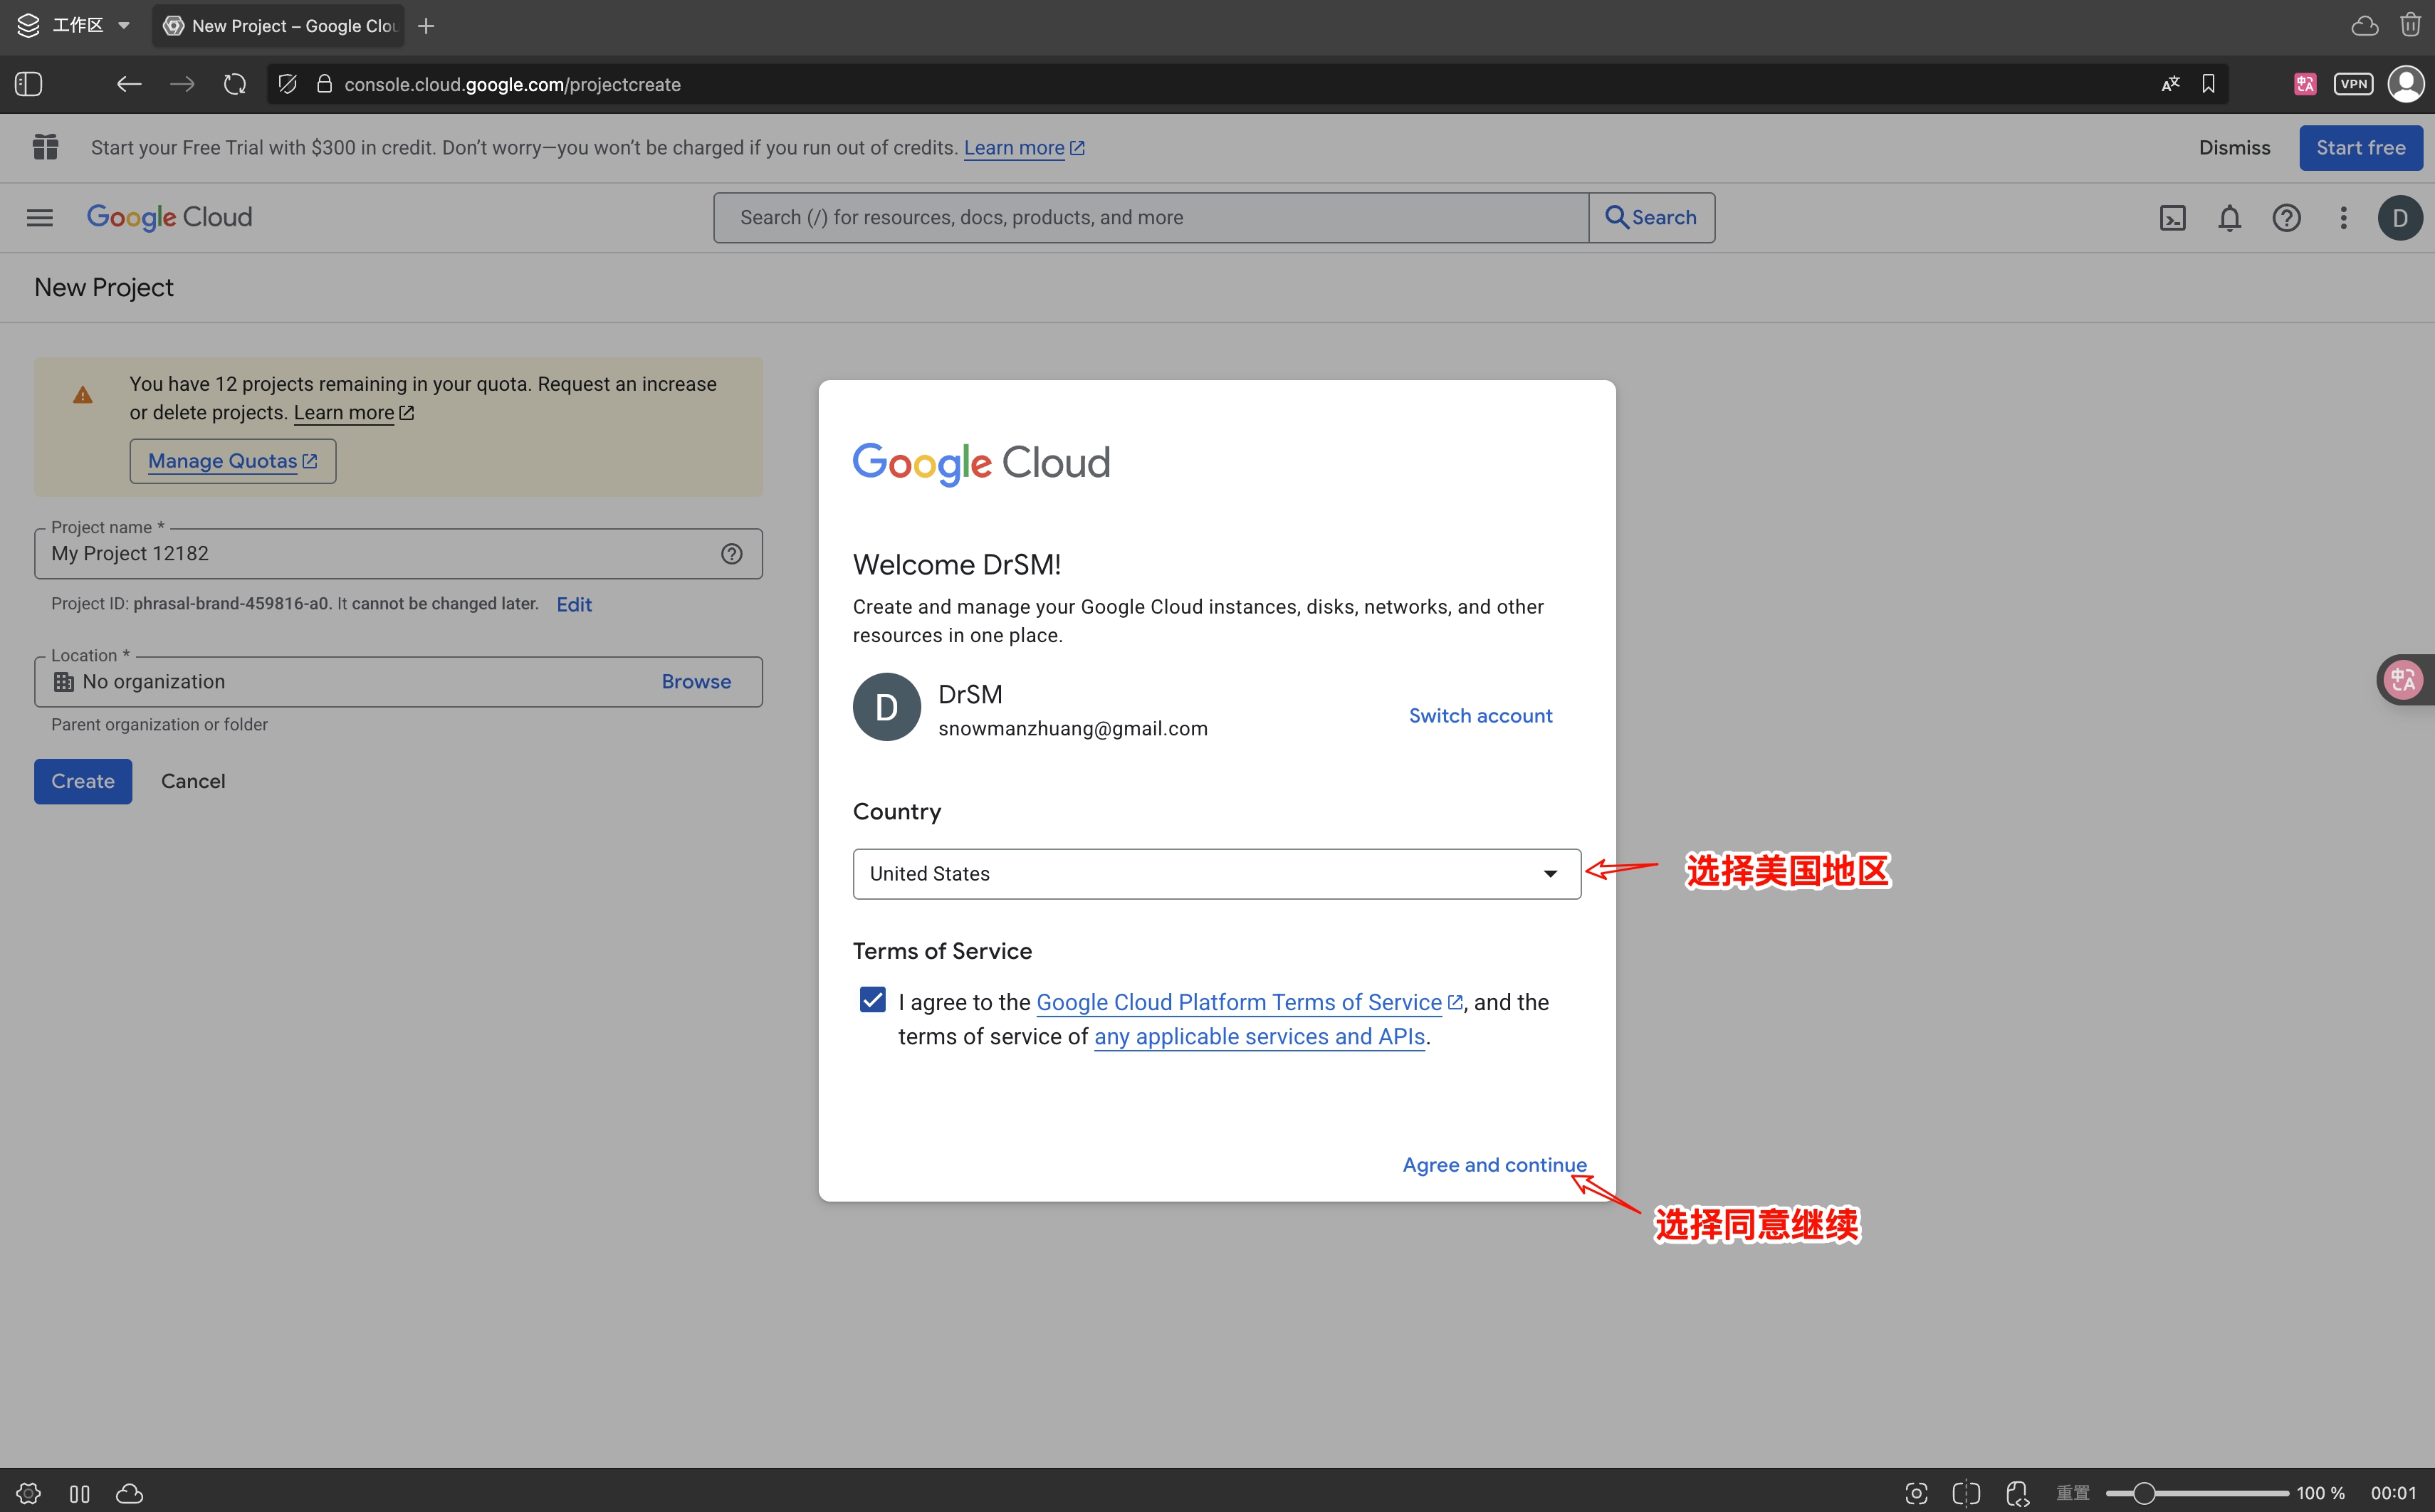 工作区
New Project – Google Clou
console.cloud.google.com/projectcreate
VPN
Start your Free Trial with $300 in credit. Don’t worry—you won’t be charged if you run out of credits. Learn more
Dismiss
Start free
Google Cloud
Search (/) for resources, docs, products, and more
Search
D
New Project
You have 12 projects remaining in your quota. Request an increase
or delete projects. Learn more
Manage Quotas
Project name *
My Project 12182
Project ID: phrasal-brand-459816-a0. It cannot be changed later. Edit
Location *
No organization
Browse
Parent organization or folder
Create
Cancel
Google Cloud
Welcome DrSM!
Create and manage your Google Cloud instances, disks, networks, and other
resources in one place.
D
DrSM
snowmanzhuang@gmail.com
Switch account
Country
United States
选择美国地区
Terms of Service
I agree to the Google Cloud Platform Terms of Service, and the
terms of service of any applicable services and APIs.
Agree and continue
选择同意继续
重置
100 %
00:01